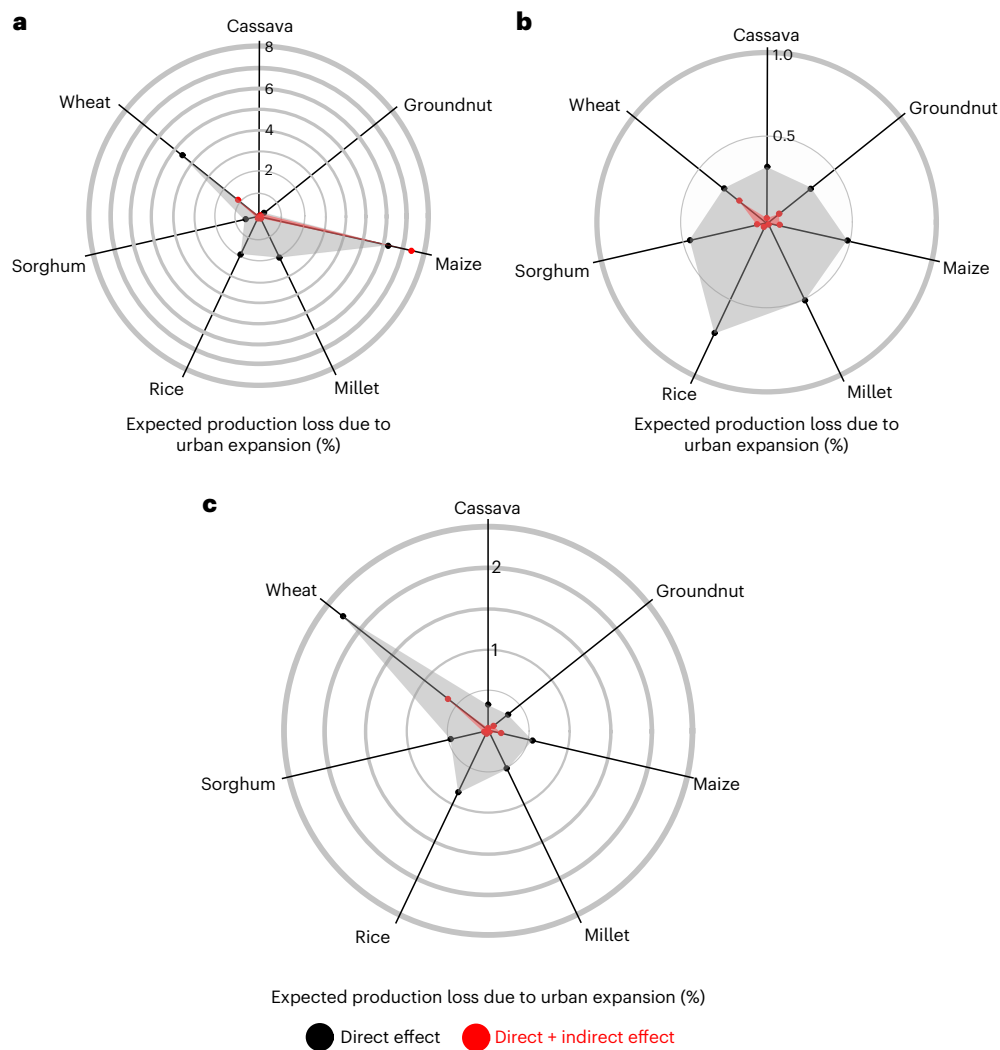 a
Cassava
8
6
4
2
Wheat
Groundnut
Sorghum
Maize
Rice
Millet
Expected production loss due to
urban expansion (%)
b
Cassava
1.0
0.5
Wheat
Groundnut
Sorghum
Maize
Rice
Millet
Expected production loss due to
urban expansion (%)
c
Cassava
2
1
Wheat
Groundnut
Sorghum
Maize
Rice
Millet
Expected production loss due to urban expansion (%)
Direct effect
Direct + indirect effect